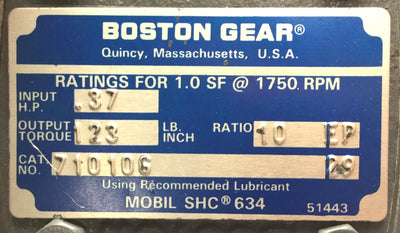 BOSTON GEAR®
Quincy, Massachusetts, U.S.A.
RATINGS FOR 1.0 SF @ 1750 RPM
INPUT H.P. .37
OUTPUT TORQUE 123 LB. INCH RATIO 10 EP
CAT. NO. 710106 29
Using Recommended Lubricant
MOBIL SHC® 634
51443